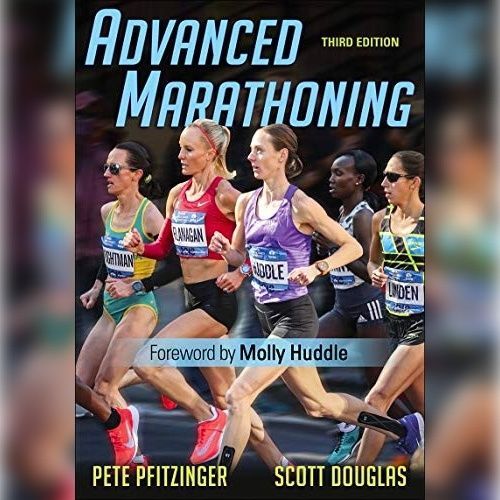 ADVANCED
THIRD EDITION
MARATHONING
FLANAGAN
HUDDLE
LINDEN
Foreword by Molly Huddle
PETE PFITZINGER
SCOTT DOUGLAS